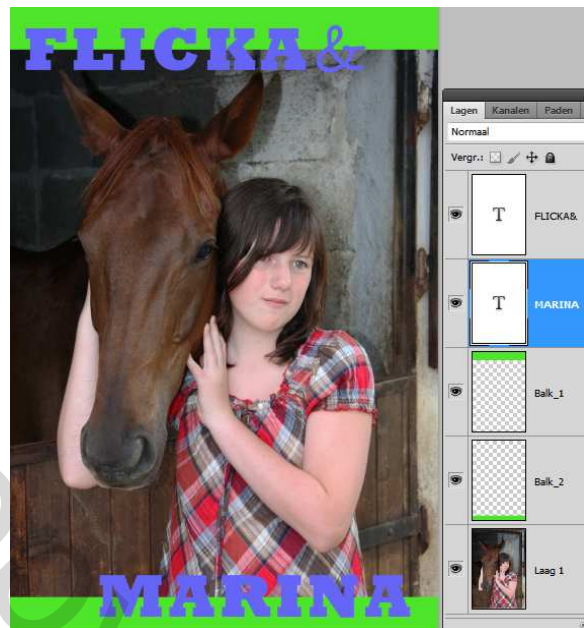 FLICKA&
MARINA
Lagen Kanalen Paden
Normaal
Vergr.:
T FLICKA&
T MARINA
Balk_1
Balk_2
Laag 1